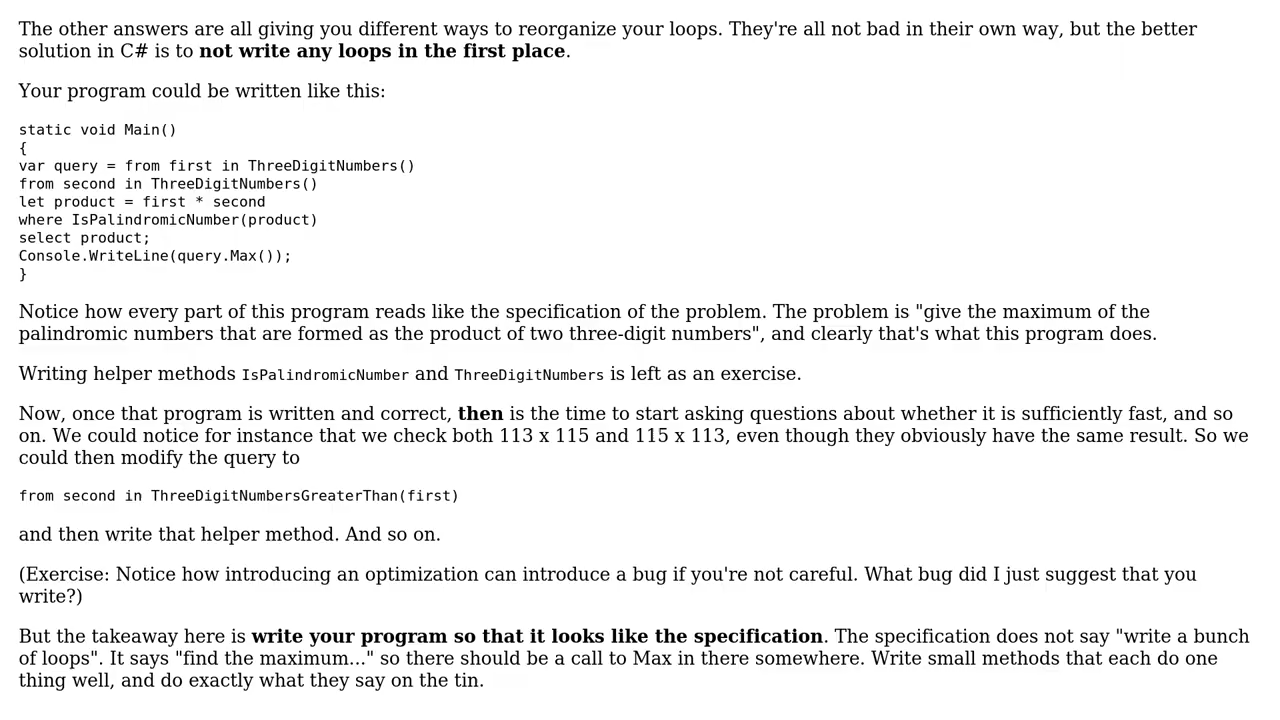 The other answers are all giving you different ways to reorganize your loops. They're all not bad in their own way, but the better
solution in C# is to not write any loops in the first place.
Your program could be written like this:
static void Main()
{
var query = from first in ThreeDigitNumbers()
from second in ThreeDigitNumbers()
let product = first * second
where IsPalindromicNumber(product)
select product;
Console.WriteLine(query.Max());
}
Notice how every part of this program reads like the specification of the problem. The problem is "give the maximum of the
palindromic numbers that are formed as the product of two three-digit numbers", and clearly that's what this program does.
Writing helper methods IsPalindromicNumber and ThreeDigitNumbers is left as an exercise.
Now, once that program is written and correct, then is the time to start asking questions about whether it is sufficiently fast, and so
on. We could notice for instance that we check both 113 x 115 and 115 x 113, even though they obviously have the same result. So we
could then modify the query to
from second in ThreeDigitNumbersGreaterThan(first)
and then write that helper method. And so on.
(Exercise: Notice how introducing an optimization can introduce a bug if you're not careful. What bug did I just suggest that you
write?)
But the takeaway here is write your program so that it looks like the specification. The specification does not say "write a bunch
of loops". It says "find the maximum..." so there should be a call to Max in there somewhere. Write small methods that each do one
thing well, and do exactly what they say on the tin.